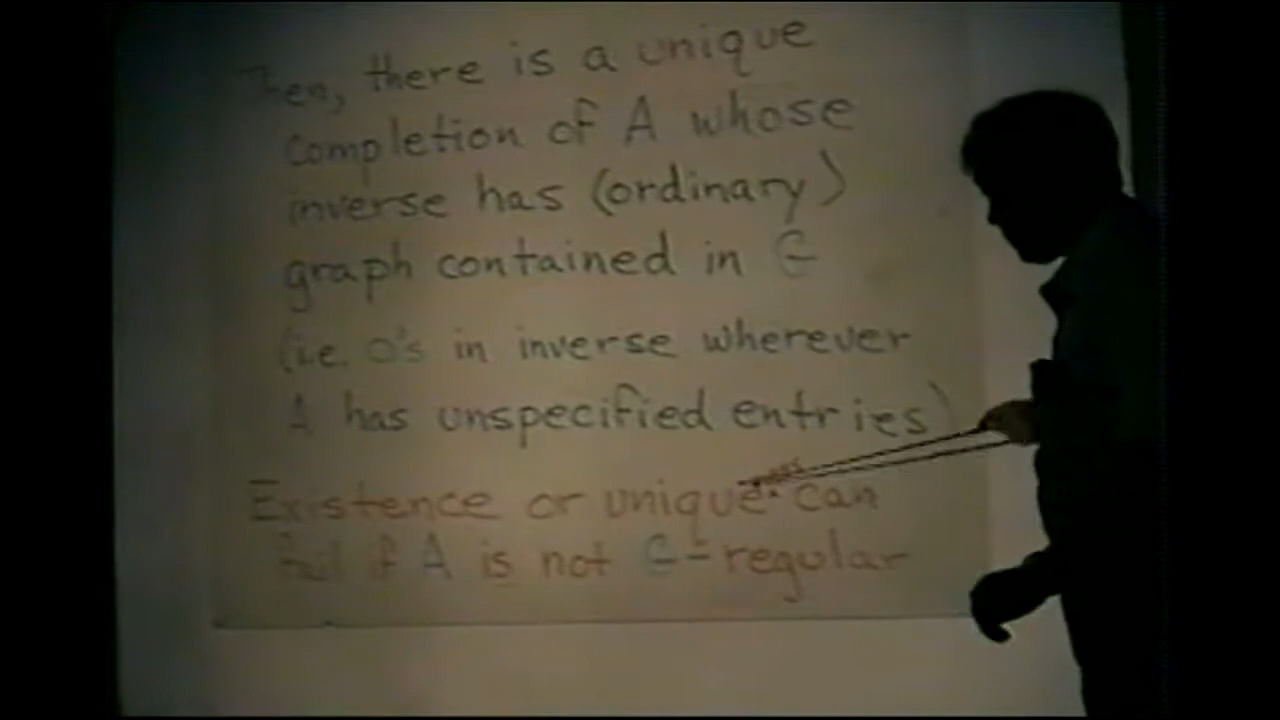 Then, there is a unique
completion of A whose
inverse has (ordinary)
graph contained in G
(i.e. 0's in inverse wherever
A has unspecified entries)
Existence or unique can
fail if A is not G-regular